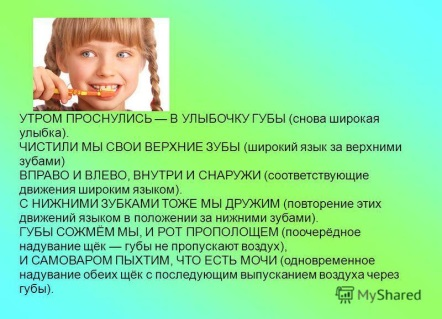 УТРОМ ПРОСНУЛИСЬ — В УЛЫБОЧКУ ГУБЫ (снова широкая
улыбка).
ЧИСТИЛИ МЫ СВОИ ВЕРХНИЕ ЗУБЫ (широкий язык за верхними
зубами)
ВПРАВО И ВЛЕВО, ВНУТРИ И СНАРУЖИ (соответствующие
движения широким языком).
С НИЖНИМИ ЗУБКАМИ ТОЖЕ МЫ ДРУЖИМ (повторение этих
движений языком в положении за нижними зубами).
ГУБЫ СОЖМЁМ МЫ, И РОТ ПРОПОЛОЩЕМ (поочерёдное
надувание щёк — губы не пропускают воздух),
И САМОВАРОМ ПЫХТИМ, ЧТО ЕСТЬ МОЧИ (одновременное
надувание обеих щёк с последующим выпусканием воздуха через
губы).
MyShared